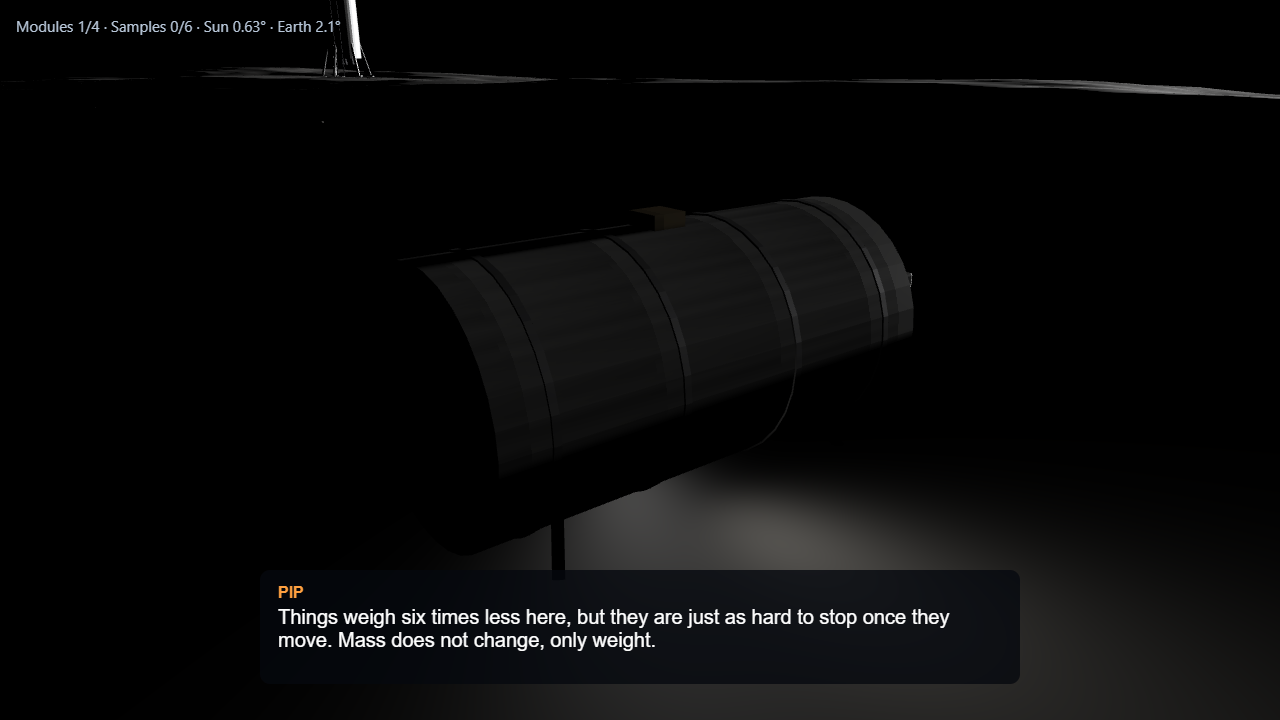 Modules 1/4 · Samples 0/6 · Sun 0.63° · Earth 2.1°
PIP
Things weigh six times less here, but they are just as hard to stop once they
move. Mass does not change, only weight.